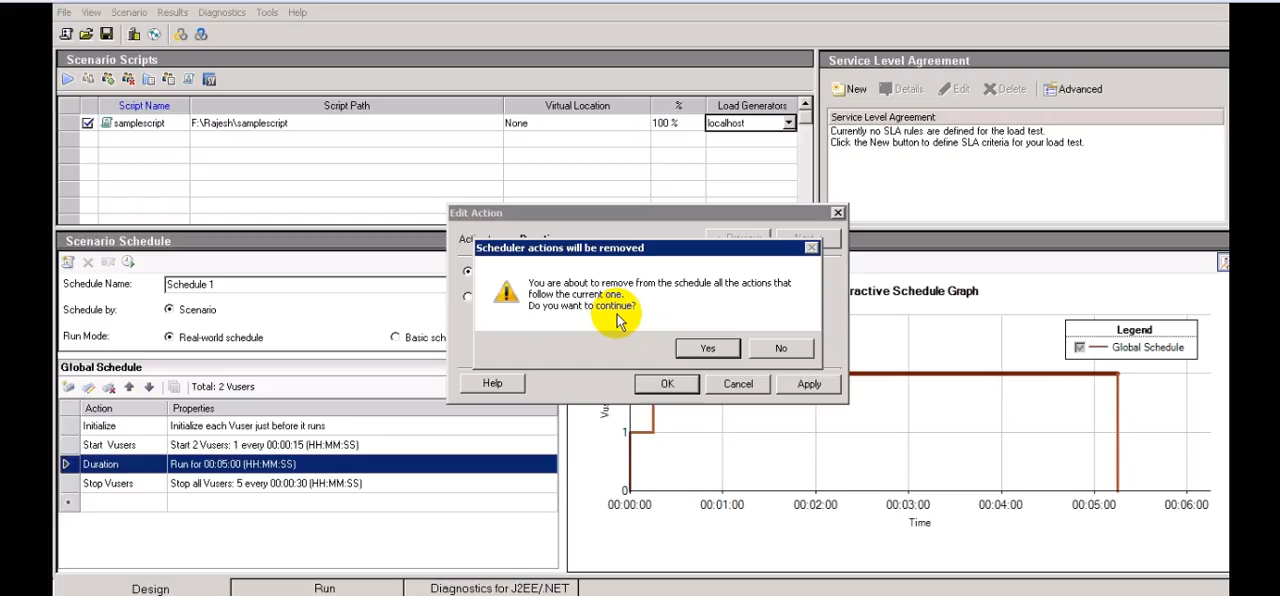 File View Scenario Results Diagnostics Tools Help
Scenario Scripts
Script Name Script Path Virtual Location % Load Generators
samplescript F:\Rajesh\samplescript None 100 % localhost
Service Level Agreement
New Details Edit Delete Advanced
Service Level Agreement
Currently no SLA rules are defined for the load test.
Click the New button to define SLA criteria for your load test.
Edit Action
Scheduler actions will be removed
You are about to remove from the schedule all the actions that
follow the current one.
Do you want to continue?
Yes No
Help OK Cancel Apply
Scenario Schedule
Schedule Name: Schedule 1
Schedule by: Scenario
Run Mode: Real-world schedule Basic sch
Global Schedule
Total: 2 Vusers
Action Properties
Initialize Initialize each Vuser just before it runs
Start Vusers Start 2 Vusers: 1 every 00:00:15 (HH:MM:SS)
Duration Run for 00:05:00 (HH:MM:SS)
Stop Vusers Stop all Vusers: 5 every 00:00:30 (HH:MM:SS)
ractive Schedule Graph
Legend
Global Schedule
1
0
00:00:00 00:01:00 00:02:00 00:03:00 00:04:00 00:05:00 00:06:00
Time
Design Run Diagnostics for J2EE/.NET